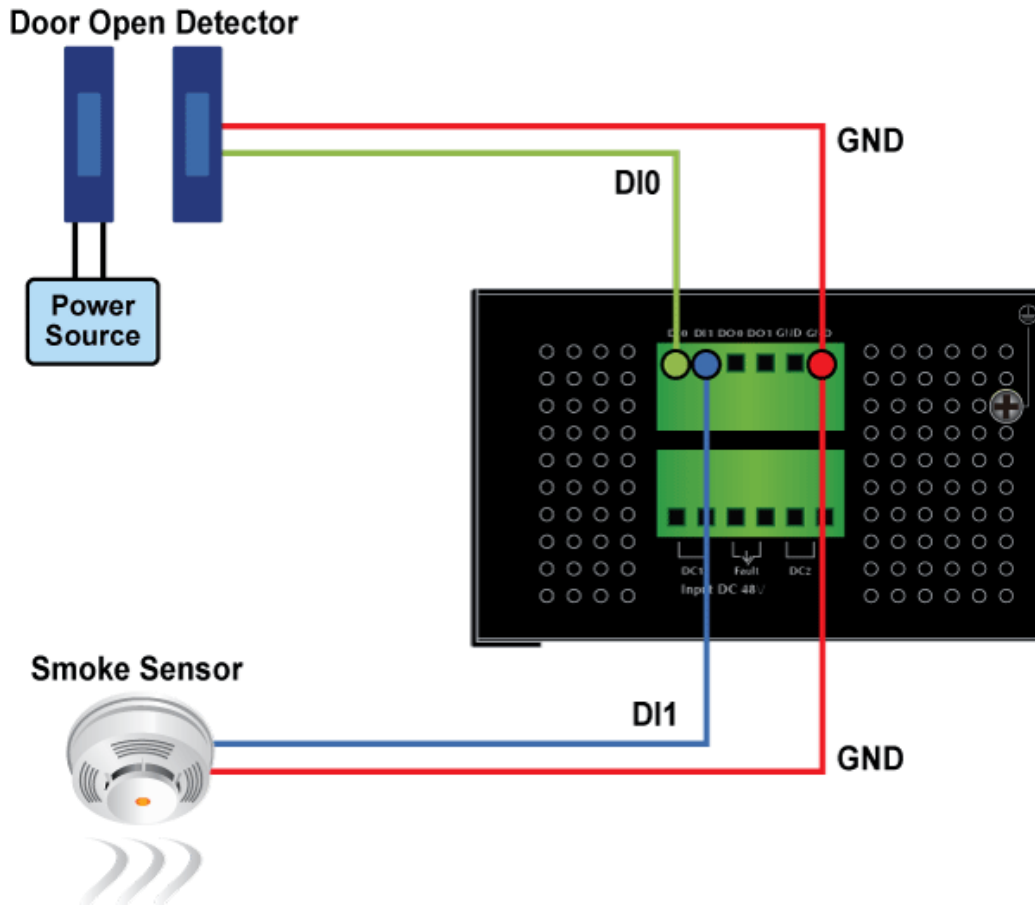 Door Open Detector
GND
DI0
Power
Source
DI0 DI1 DO0 DO1 GND GND
DC1 Fault DC2
Input DC 48V
Smoke Sensor
DI1
GND